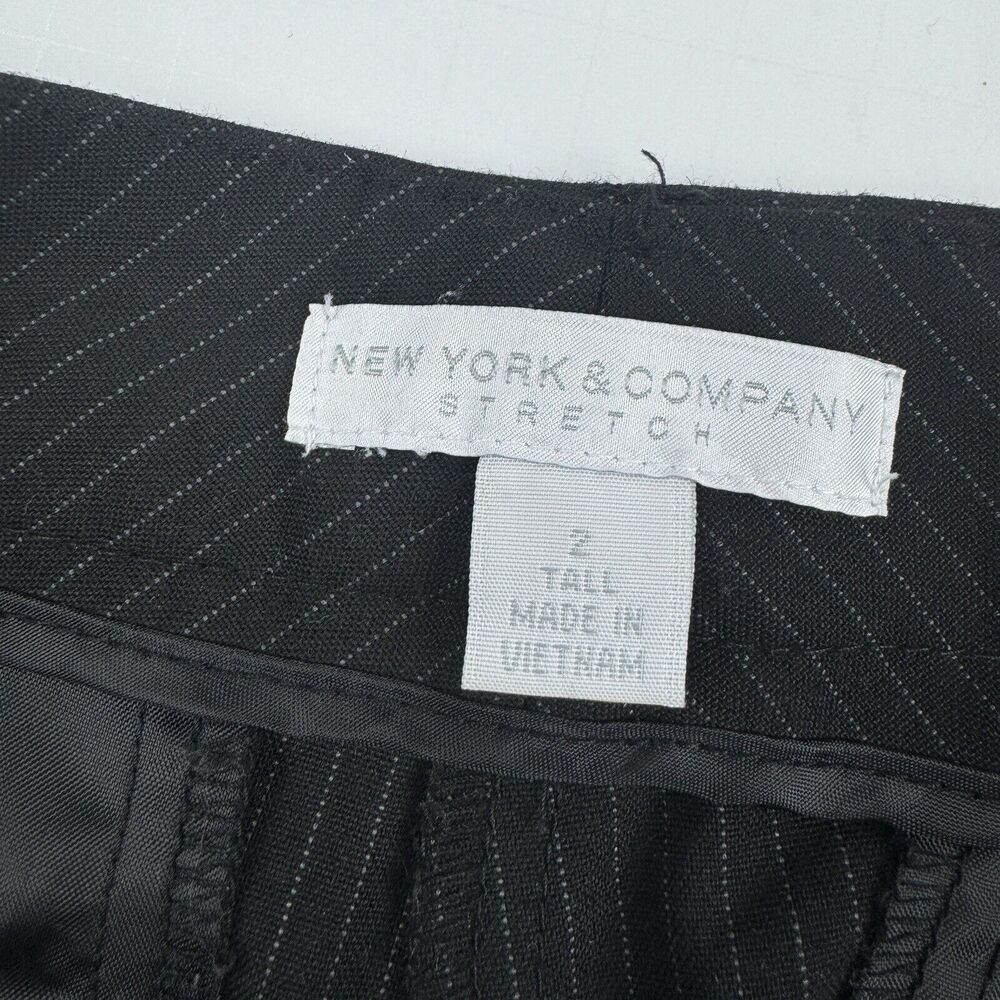 NEW YORK & COMPANY
STRETCH
2
TALL
MADE IN
VIETNAM